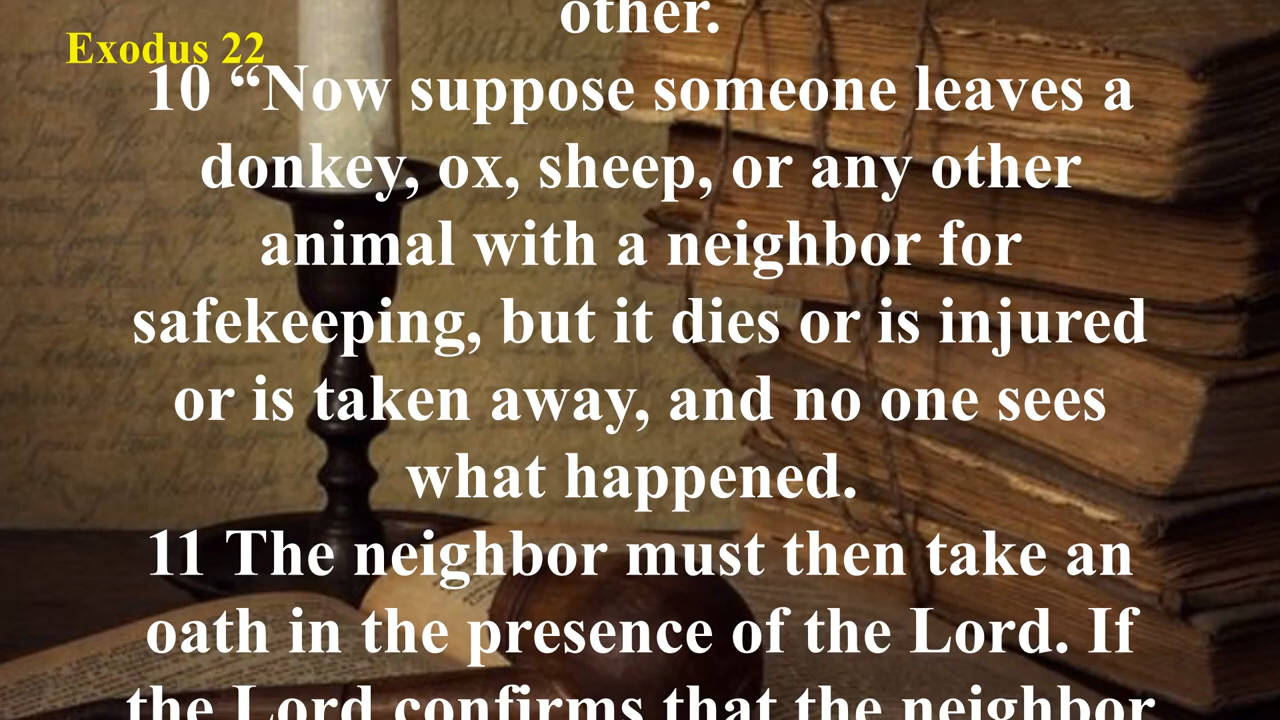 other.
Exodus 22
10 “Now suppose someone leaves a
donkey, ox, sheep, or any other
animal with a neighbor for
safekeeping, but it dies or is injured
or is taken away, and no one sees
what happened.
11 The neighbor must then take an
oath in the presence of the Lord. If
the Lord confirms that the neighbor